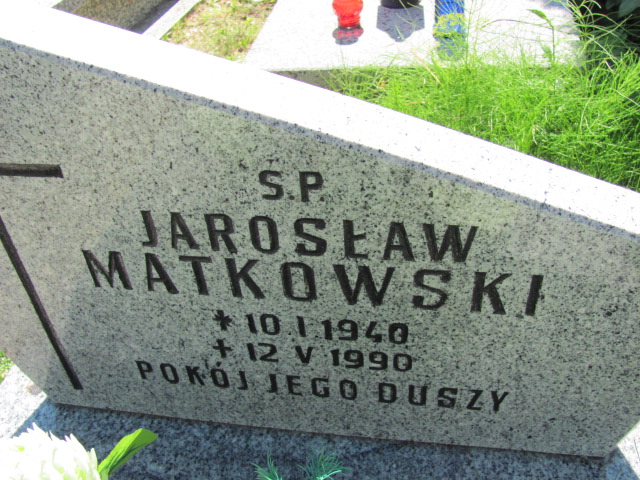 S.P.
JAROSŁAW
MATKOWSKI
* 10 I 1940
+ 12 V 1990
POKÓJ JEGO DUSZY